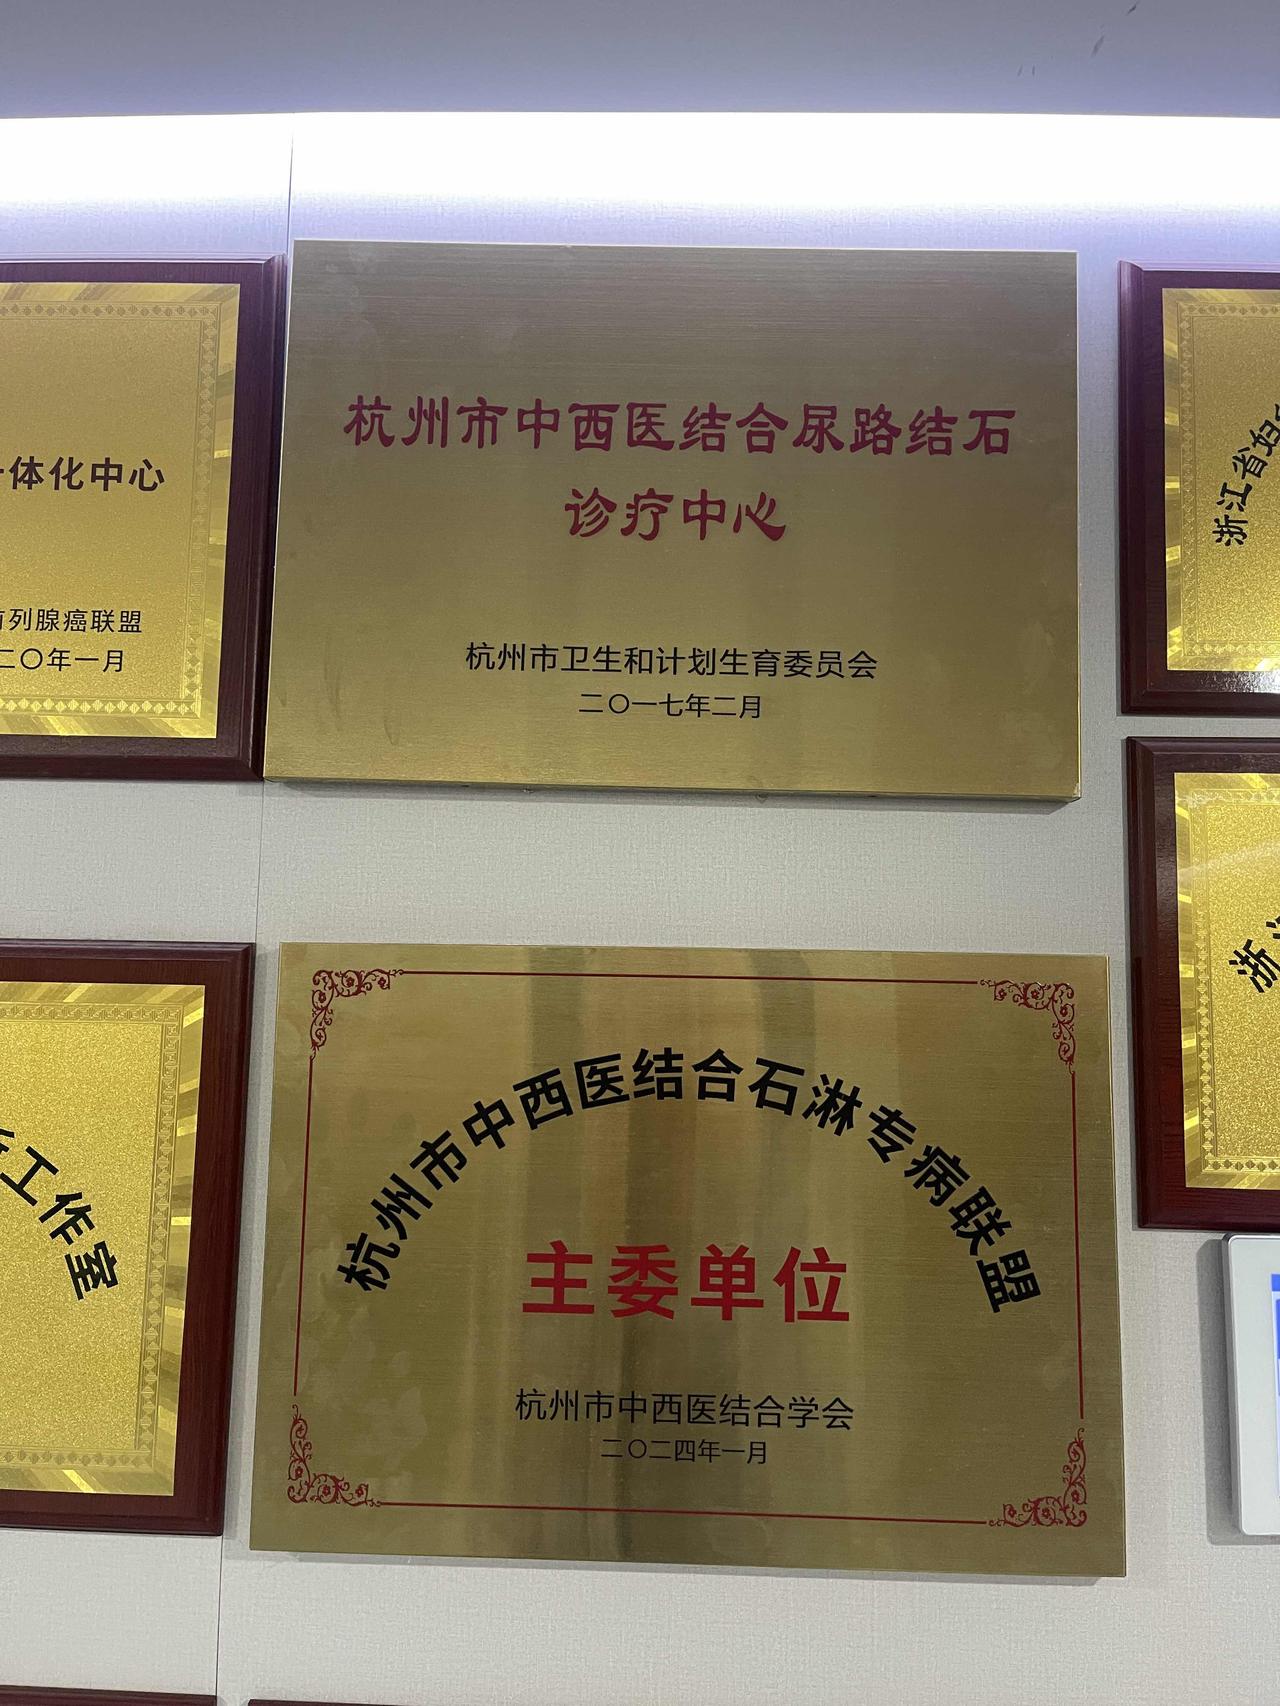 体化中心
列腺癌联盟
二〇年一月
杭州市中西医结合尿路结石
诊疗中心
杭州市卫生和计划生育委员会
二〇一七年二月
浙江省妇
工作室
杭州市中西医结合石淋专病联盟
主委单位
杭州市中西医结合学会
二〇二四年一月
浙